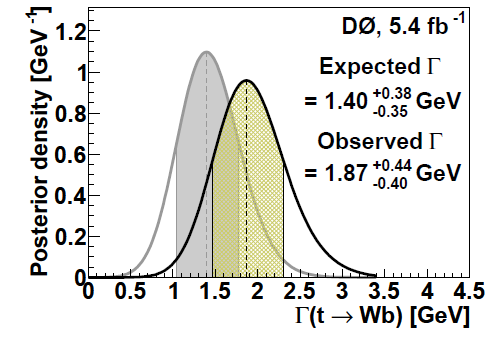 DØ, 5.4 fb⁻¹
Expected Γ
= 1.40 +0.38 -0.35 GeV
Observed Γ
= 1.87 +0.44 -0.40 GeV
Posterior density [GeV⁻¹]
1.2
1
0.8
0.6
0.4
0.2
0
0 0.5 1 1.5 2 2.5 3 3.5 4 4.5
Γ(t → Wb) [GeV]